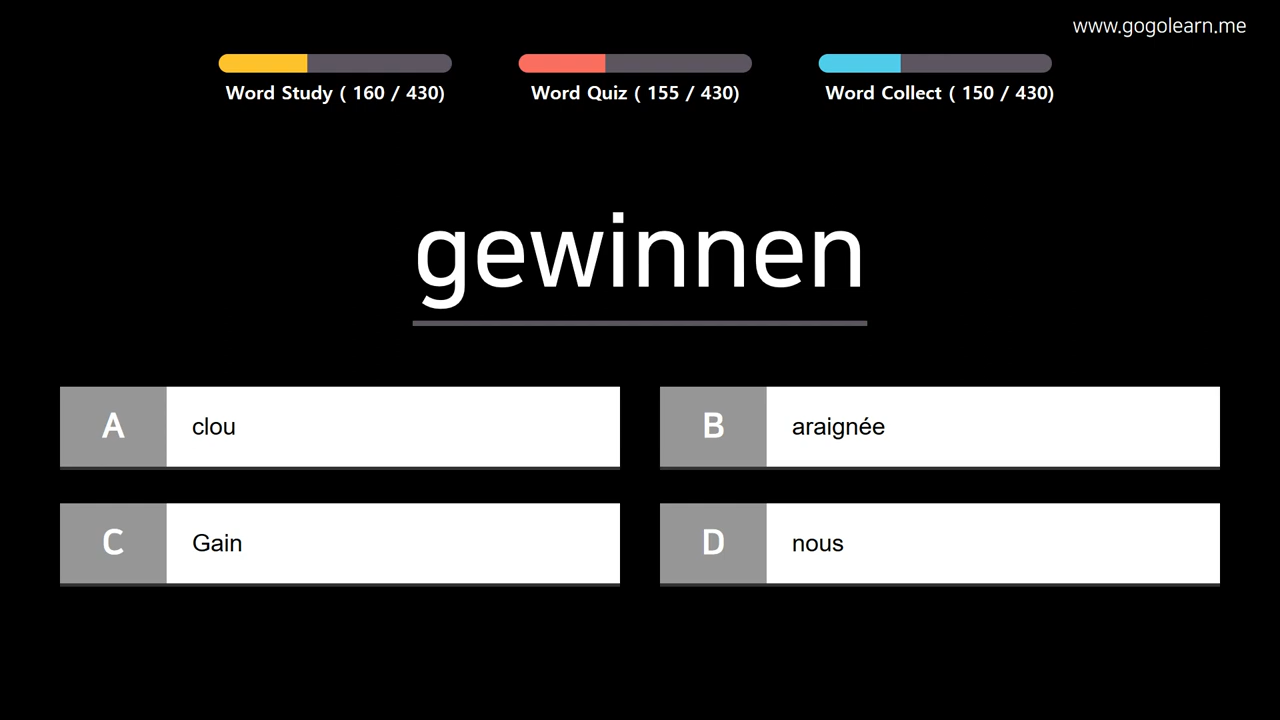 www.gogolearn.me
Word Study ( 160 / 430)
Word Quiz ( 155 / 430)
Word Collect ( 150 / 430)
gewinnen
A clou
B araignée
C Gain
D nous